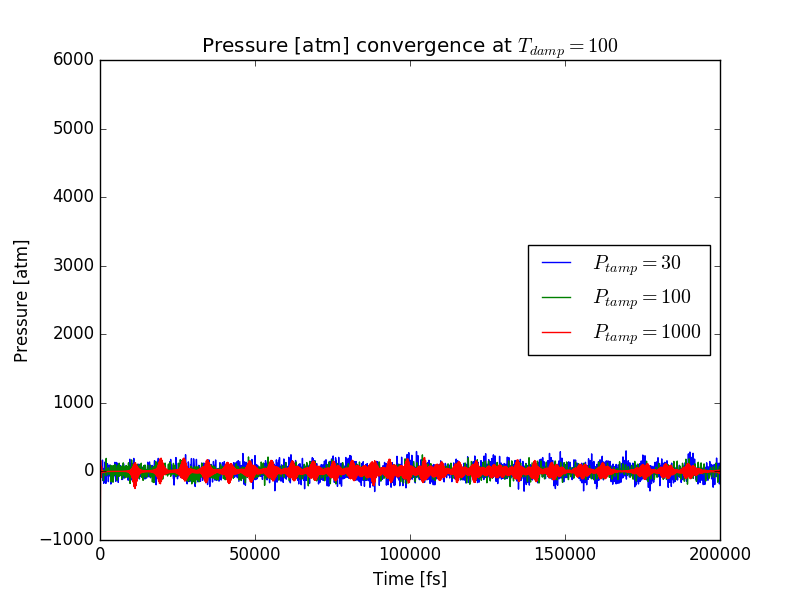 Pressure [atm] convergence at $T_{damp} = 100$
Pressure [atm]
6000
5000
4000
3000
2000
1000
0
−1000
$P_{tamp} = 30$
$P_{tamp} = 100$
$P_{tamp} = 1000$
0 50000 100000 150000 200000
Time [fs]